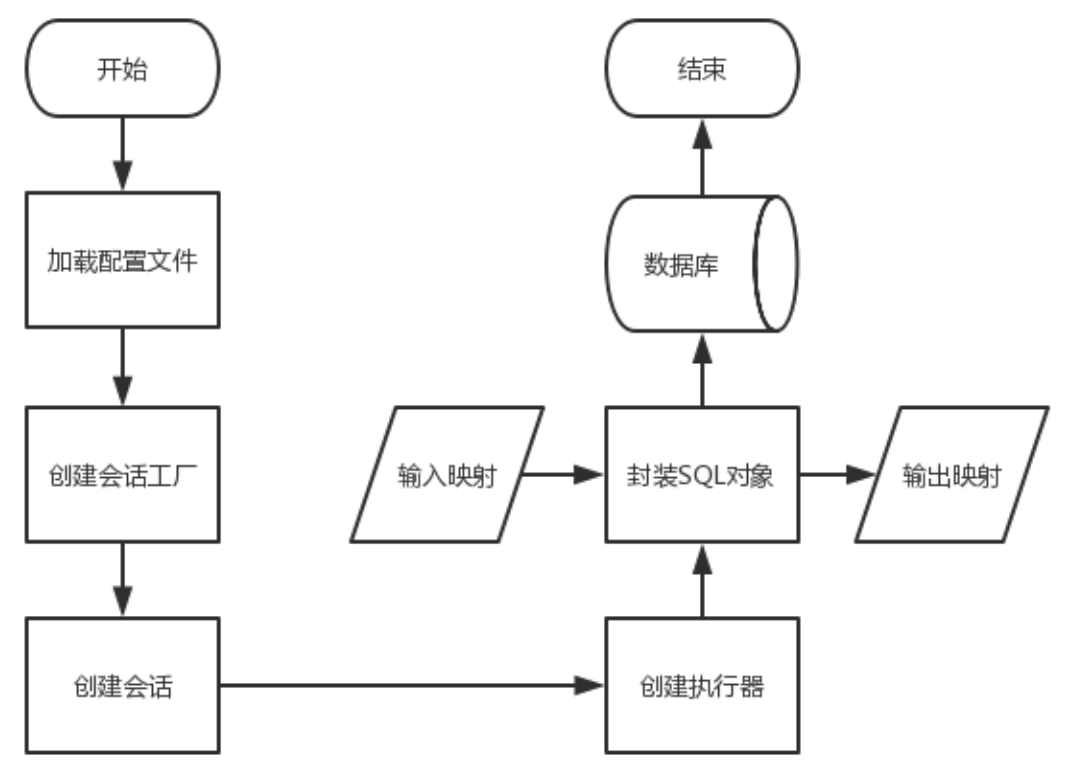 开始
加载配置文件
创建会话工厂
创建会话
创建执行器
输入映射
封装SQL对象
输出映射
数据库
结束